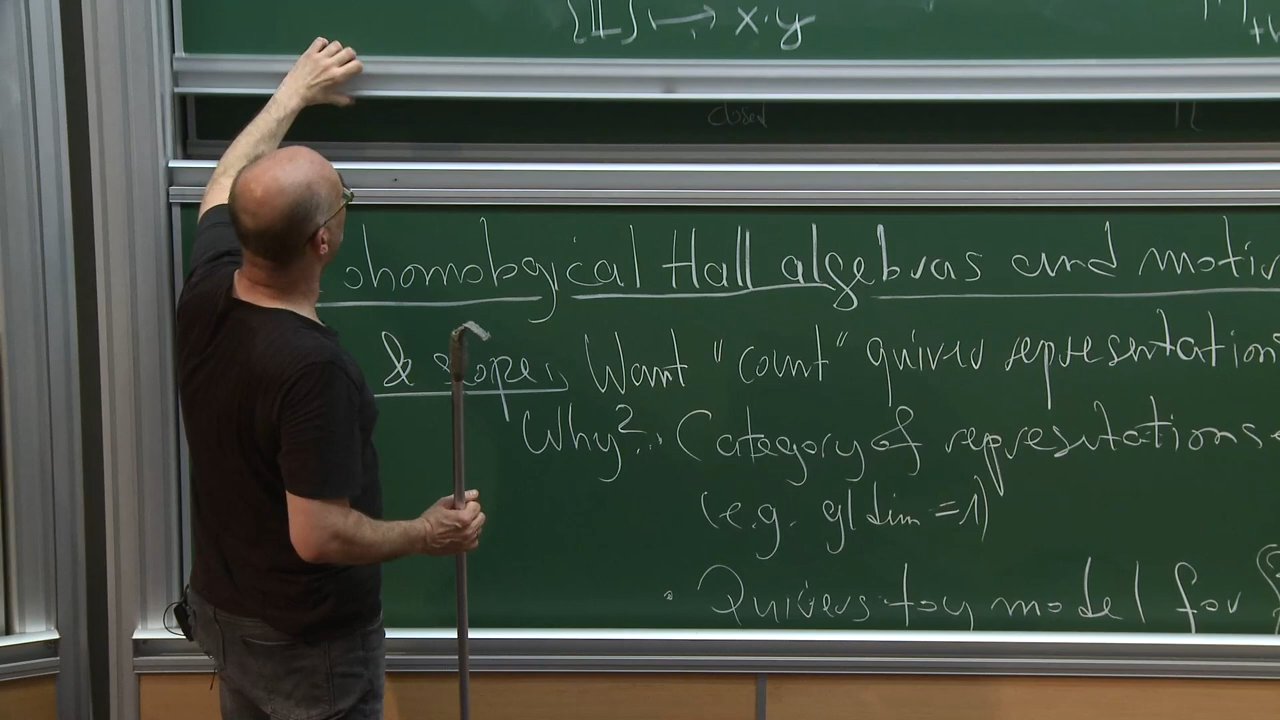 ↦ x·y
closed
ohomological Hall algebras and motiv
& scope, Want "count" quiver representation
Why? Category of represetations
(e.g. gl dim = 1)
· Quivers toy model for